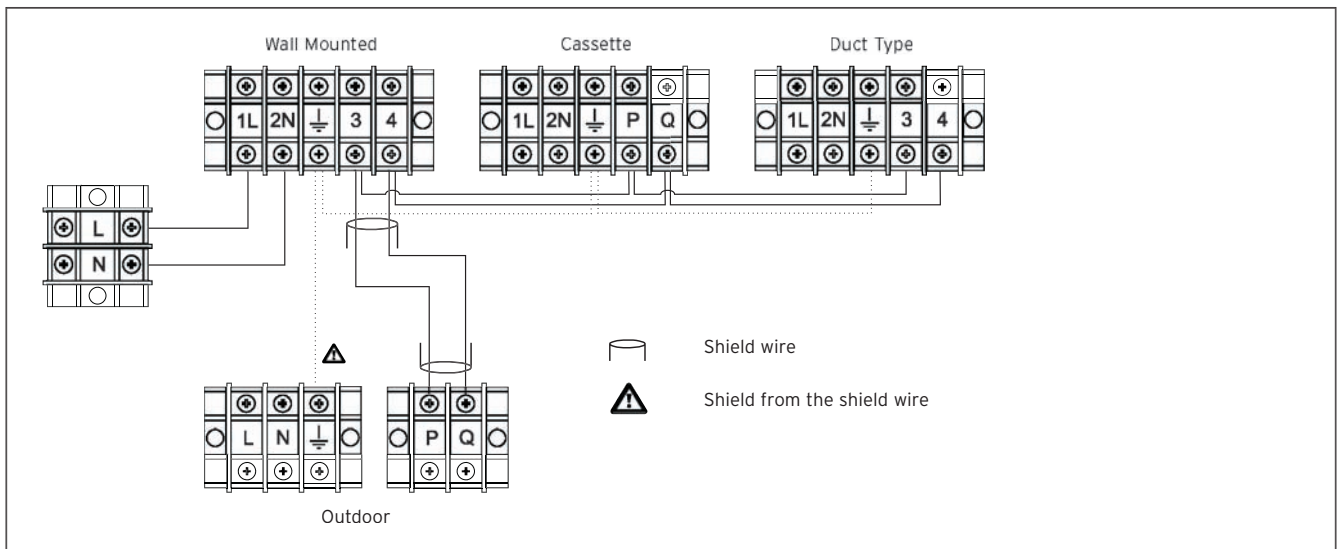 Wall Mounted
Cassette
Duct Type
1L 2N 3 4
1L 2N P Q
1L 2N 3 4
L
N
Shield wire
Shield from the shield wire
L N
P Q
Outdoor